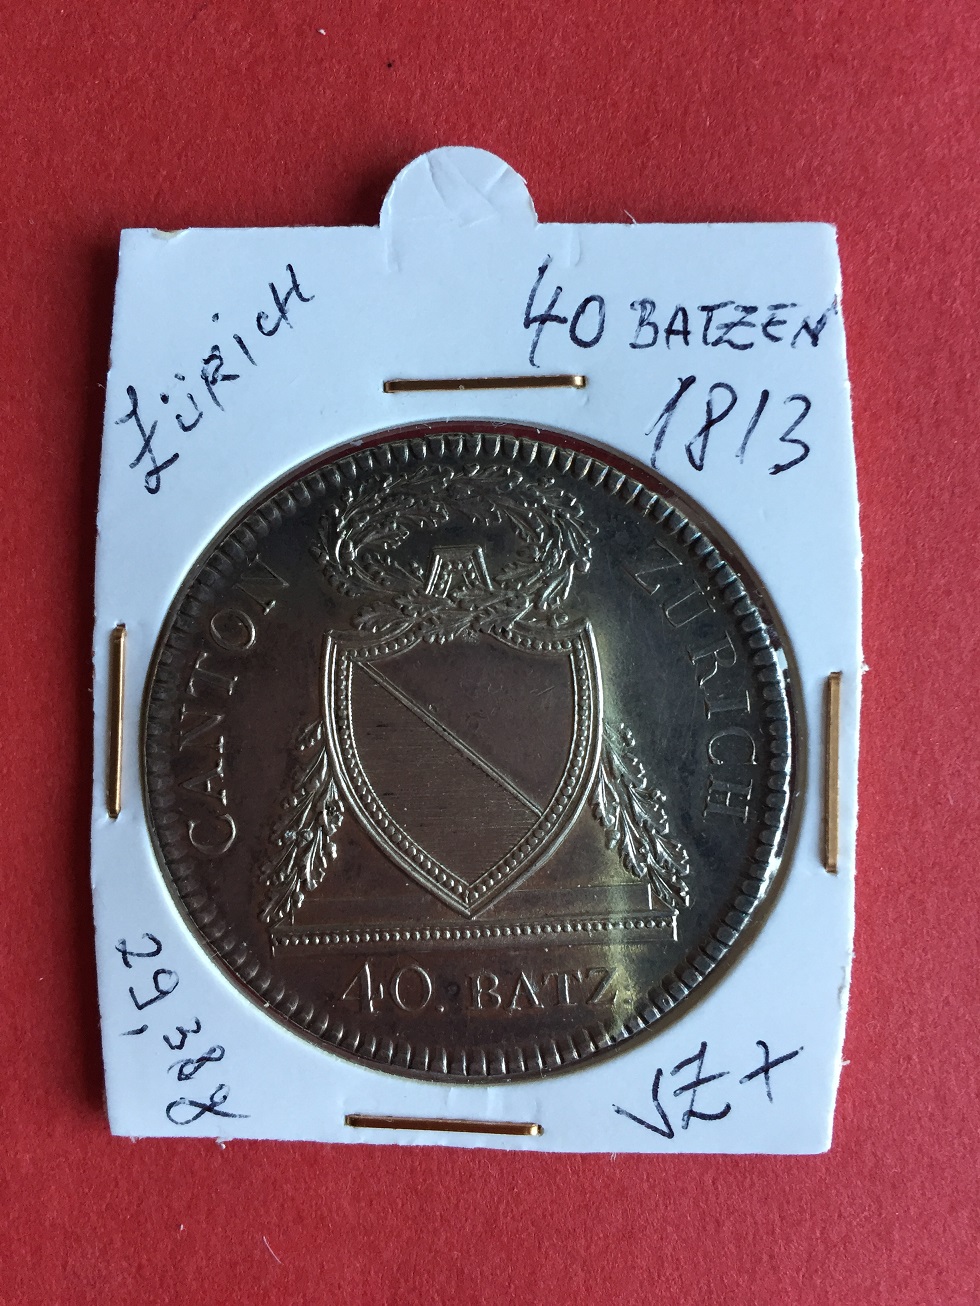 ZüRicH
40 BATZEN
1813
CANTON ZÜRICH
40. BATZ.
29,38g
VZ+